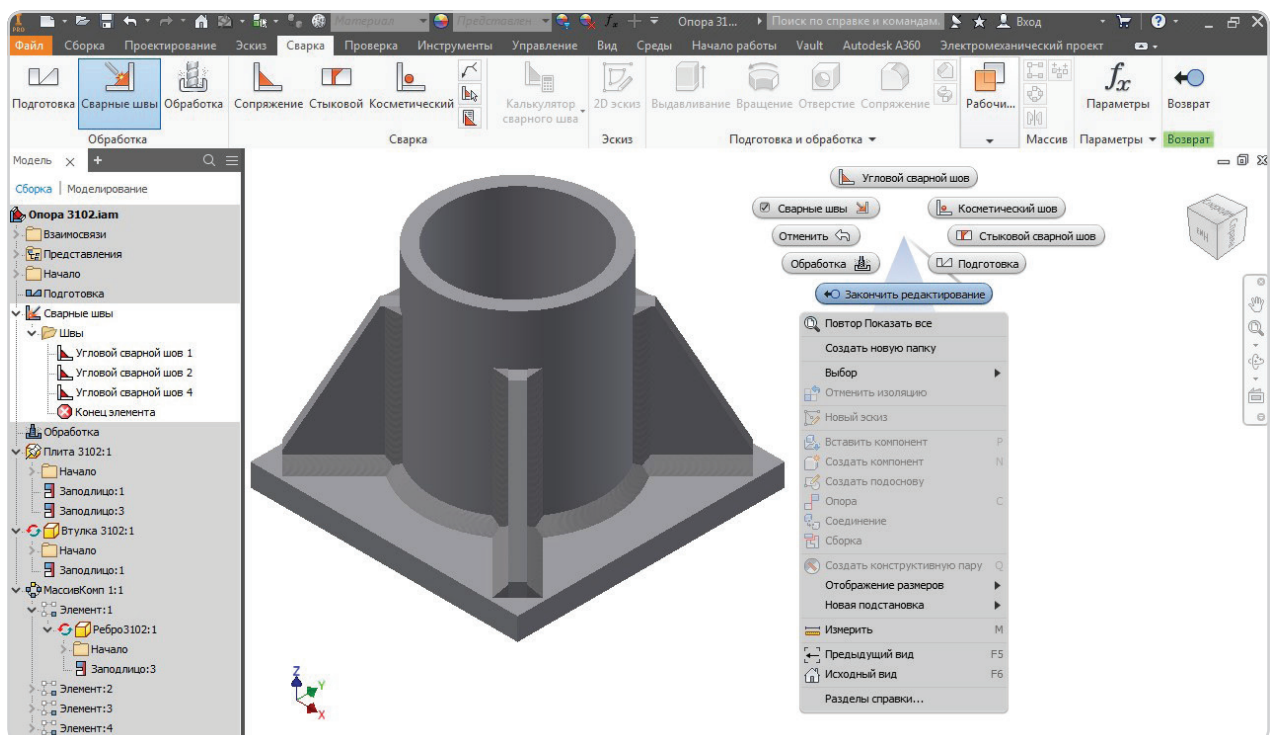 PRO
Материал
Представлен
Опора 31...
Поиск по справке и командам.
Вход
Файл Сборка Проектирование Эскиз Сварка Проверка Инструменты Управление Вид Среды Начало работы Vault Autodesk A360 Электромеханический проект
Подготовка Сварные швы Обработка Сопряжение Стыковой Косметический Калькулятор сварного шва 2D эскиз Выдавливание Вращение Отверстие Сопряжение Рабочи... Параметры Возврат
Обработка Сварка Эскиз Подготовка и обработка Массив Параметры Возврат
Модель
Сборка | Моделирование
Опора 3102.iam
Взаимосвязи
Представления
Начало
Подготовка
Сварные швы
Швы
Угловой сварной шов 1
Угловой сварной шов 2
Угловой сварной шов 4
Конец элемента
Обработка
Плита 3102:1
Начало
Заподлицо:1
Заподлицо:3
Втулка 3102:1
Начало
Заподлицо:1
МассивКомп 1:1
Элемент:1
Ребро3102:1
Начало
Заподлицо:3
Элемент:2
Элемент:3
Элемент:4
Угловой сварной шов
Сварные швы
Косметический шов
Отменить
Стыковой сварной шов
Обработка
Подготовка
Закончить редактирование
Повтор Показать все
Создать новую папку
Выбор
Отменить изоляцию
Новый эскиз
Вставить компонент P
Создать компонент N
Создать подоснову
Опора C
Соединение
Сборка
Создать конструктивную пару Q
Отображение размеров
Новая подстановка
Измерить M
Предыдущий вид F5
Исходный вид F6
Разделы справки...
Z
Y
X